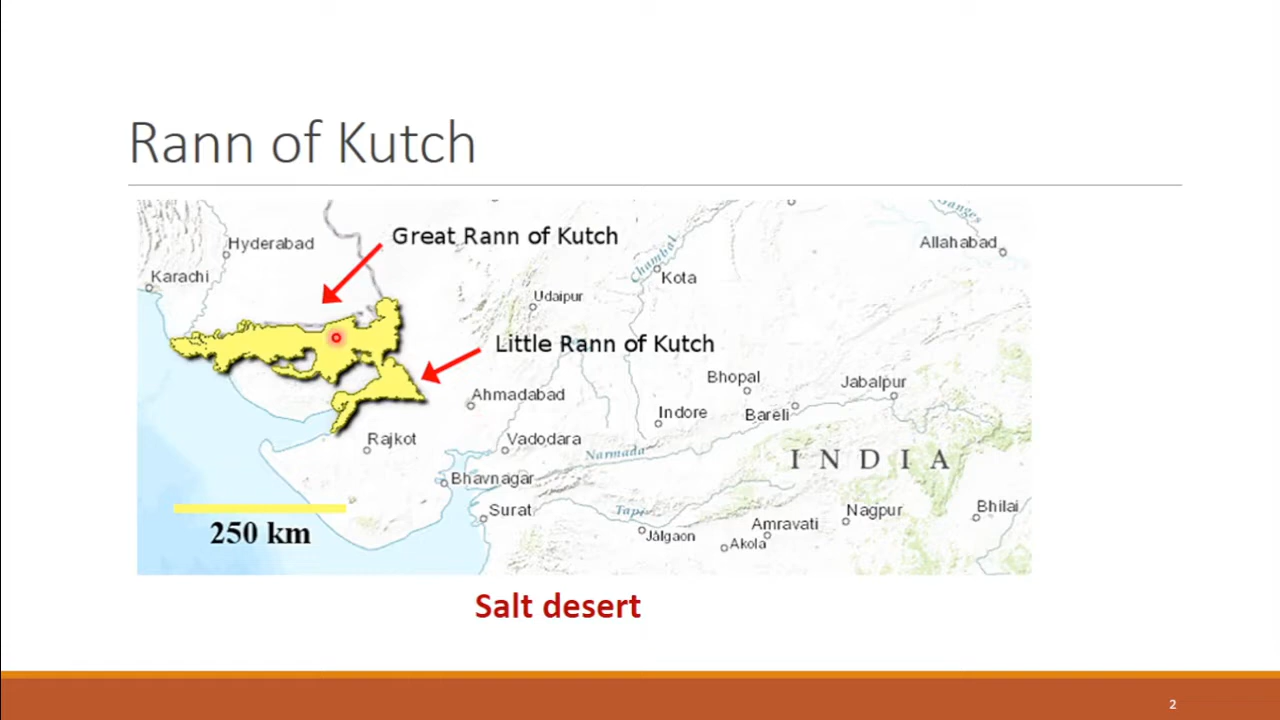 Rann of Kutch
Ganges
Hyderabad
Great Rann of Kutch
Allahabad
Chambal
Karachi
Kota
Udaipur
Little Rann of Kutch
Bhopal
Jabalpur
Ahmadabad
Indore
Bareli
Rajkot
Vadodara
Narmada
INDIA
Bhavnagar
Surat
Tapi
Nagpur
Bhilai
250 km
Amravati
Jalgaon
Akola
Salt desert
2